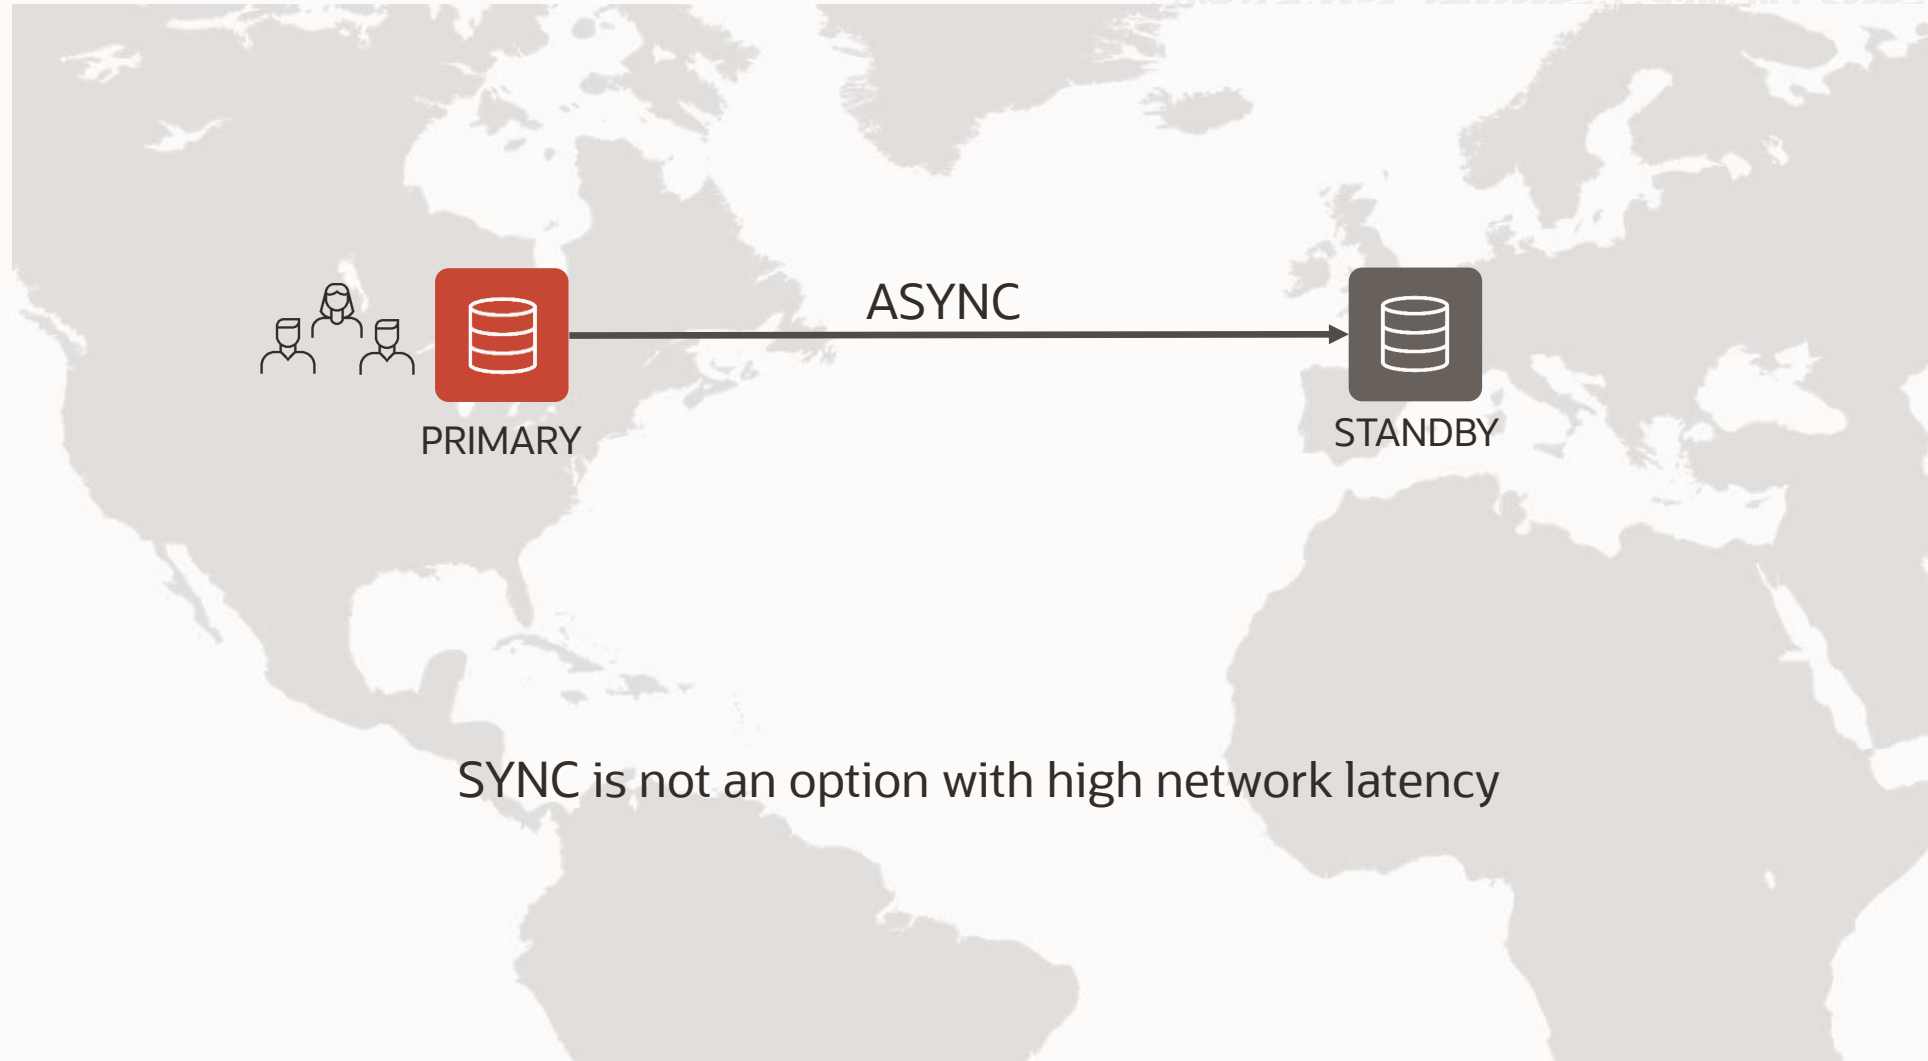 ASYNC
PRIMARY
STANDBY
SYNC is not an option with high network latency